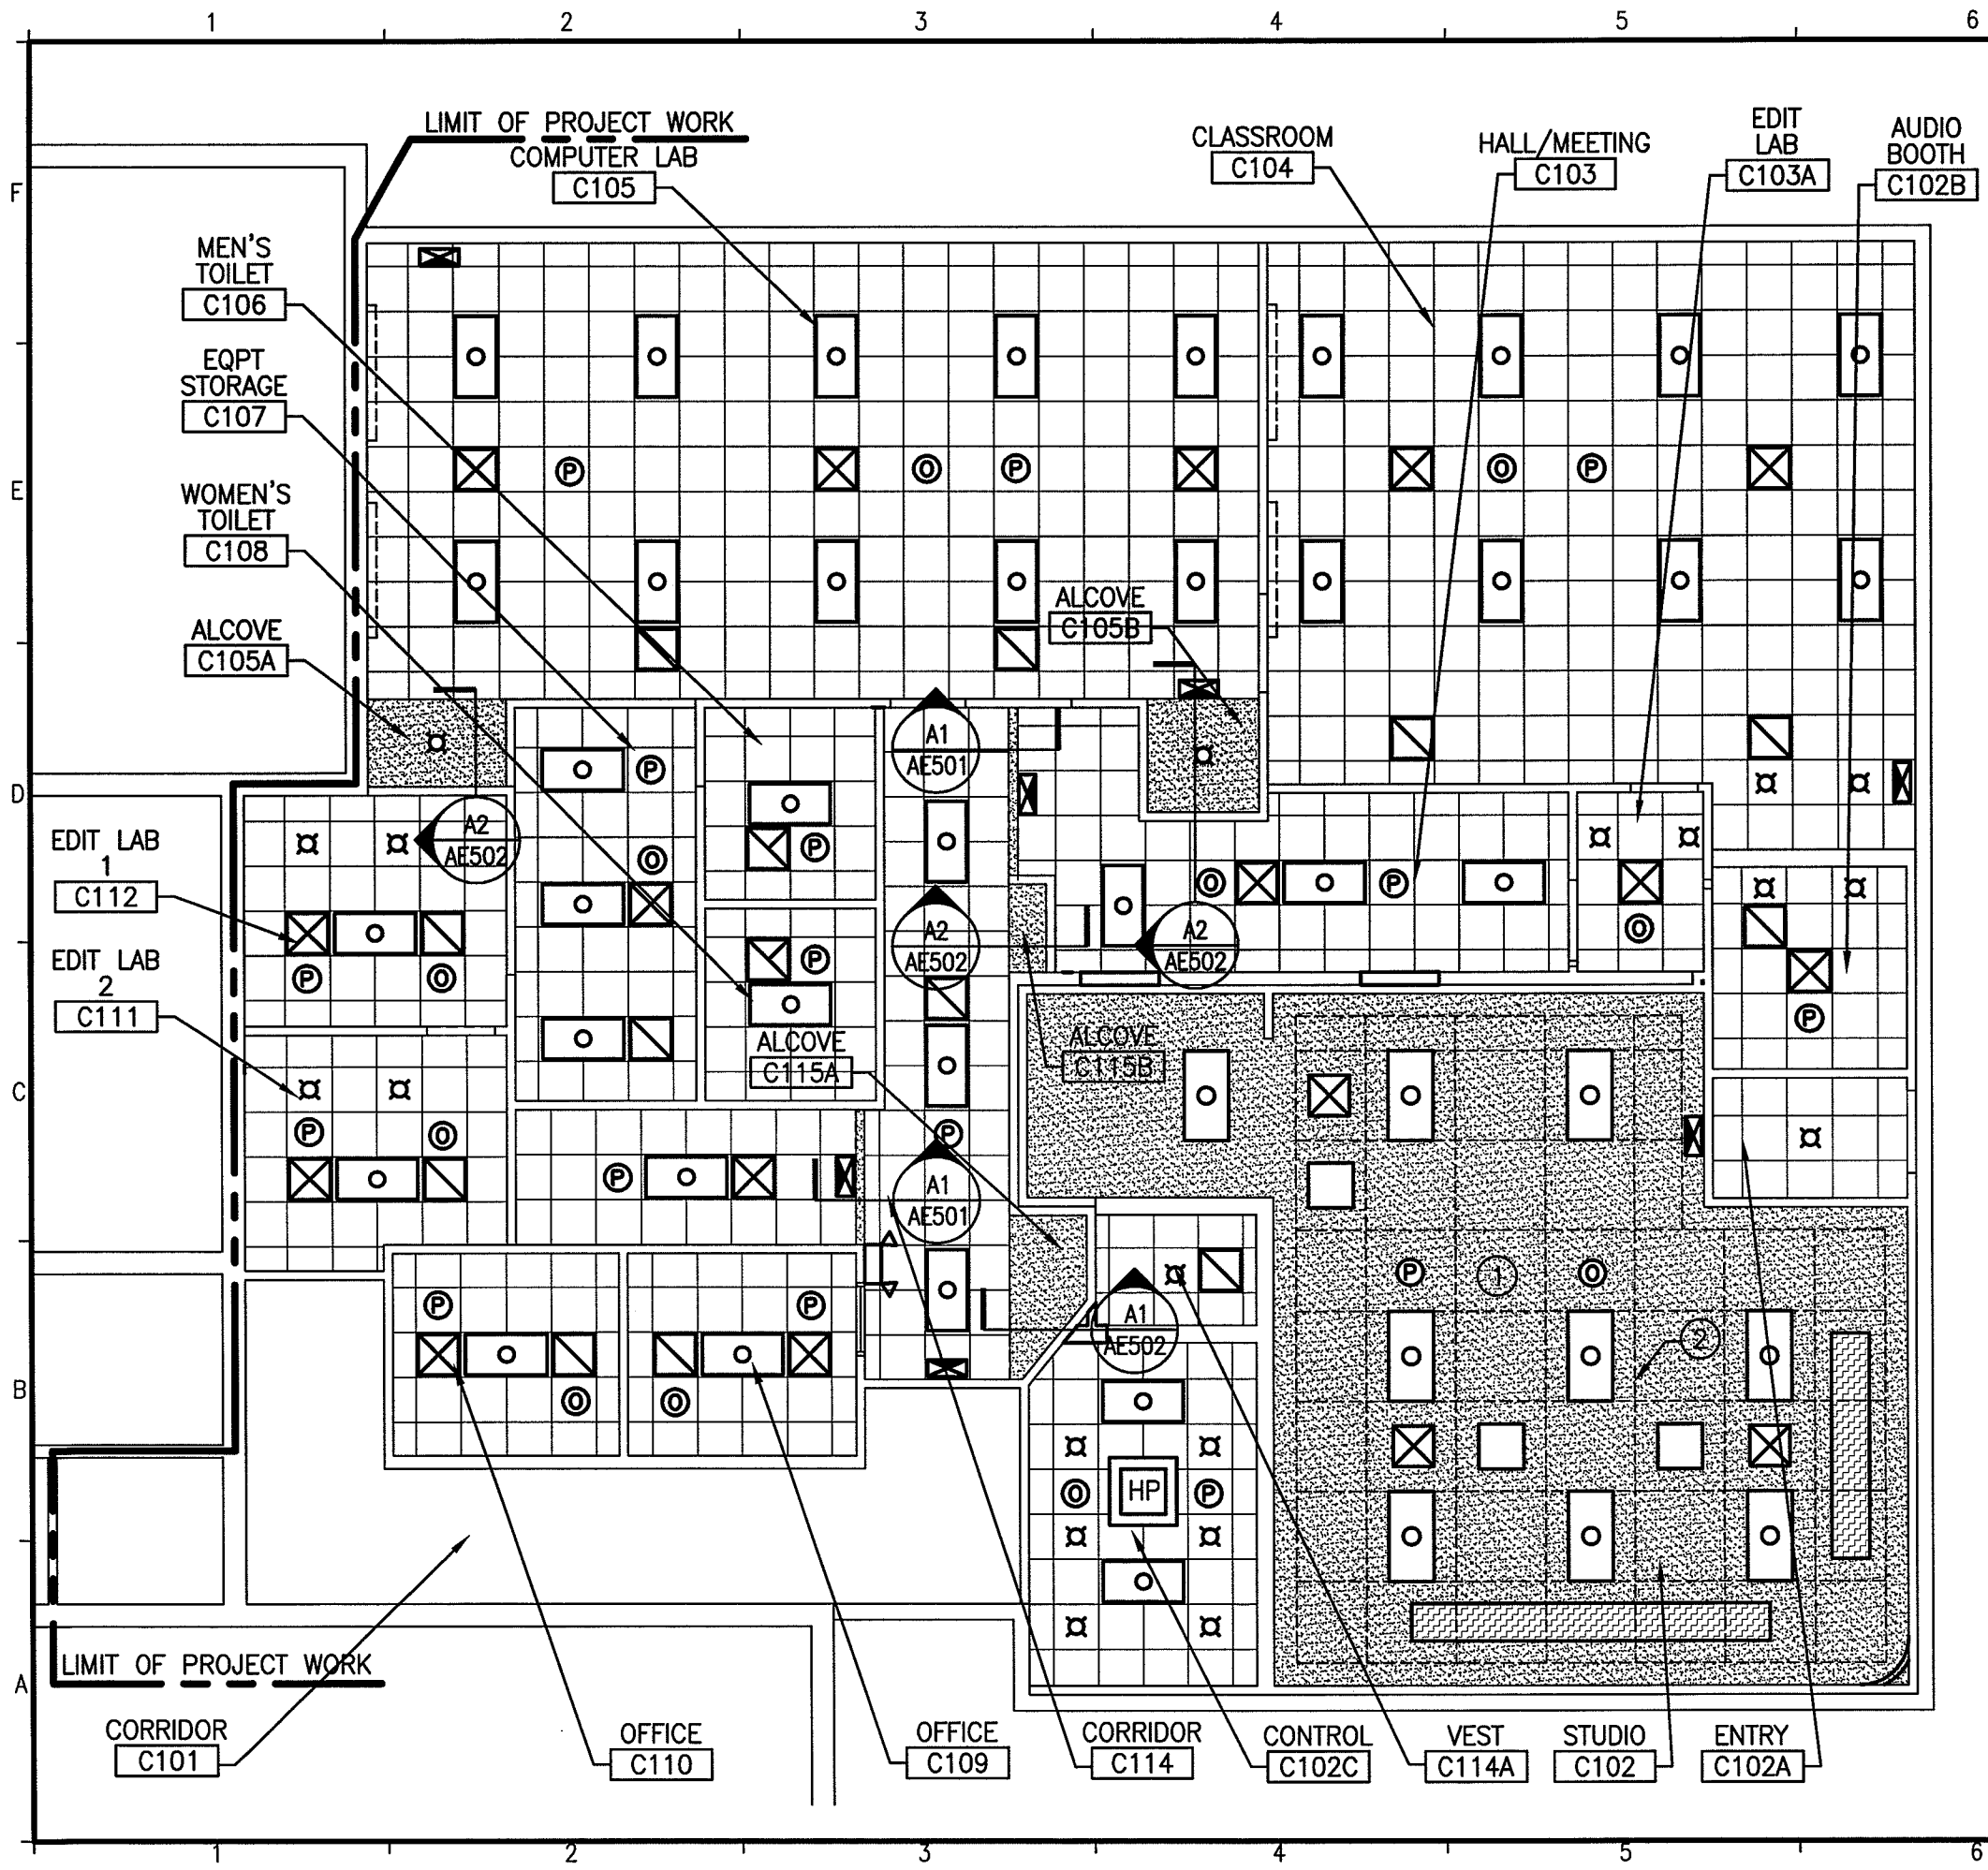 1 2 3 4 5 6
LIMIT OF PROJECT WORK
COMPUTER LAB
C105
CLASSROOM
C104
HALL/MEETING
C103
EDIT
LAB
C103A
AUDIO
BOOTH
C102B
F
MEN'S
TOILET
C106
EQPT
STORAGE
C107
E
P
O
P
O
P
WOMEN'S
TOILET
C108
ALCOVE
C105B
ALCOVE
C105A
A1
AE501
P
D
A2
AE502
O
P
EDIT LAB
1
C112
O
P
O
A2
AE502
A2
AE502
EDIT LAB
2
C111
P
O
P
P
ALCOVE
C115A
ALCOVE
C115B
C
P
O
P
P
A1
AE501
P
1
O
P
P
A1
AE502
2
B
O
O
O
HP
P
A
LIMIT OF PROJECT WORK
CORRIDOR
C101
OFFICE
C110
OFFICE
C109
CORRIDOR
C114
CONTROL
C102C
VEST
C114A
STUDIO
C102
ENTRY
C102A
1 2 3 4 5 6